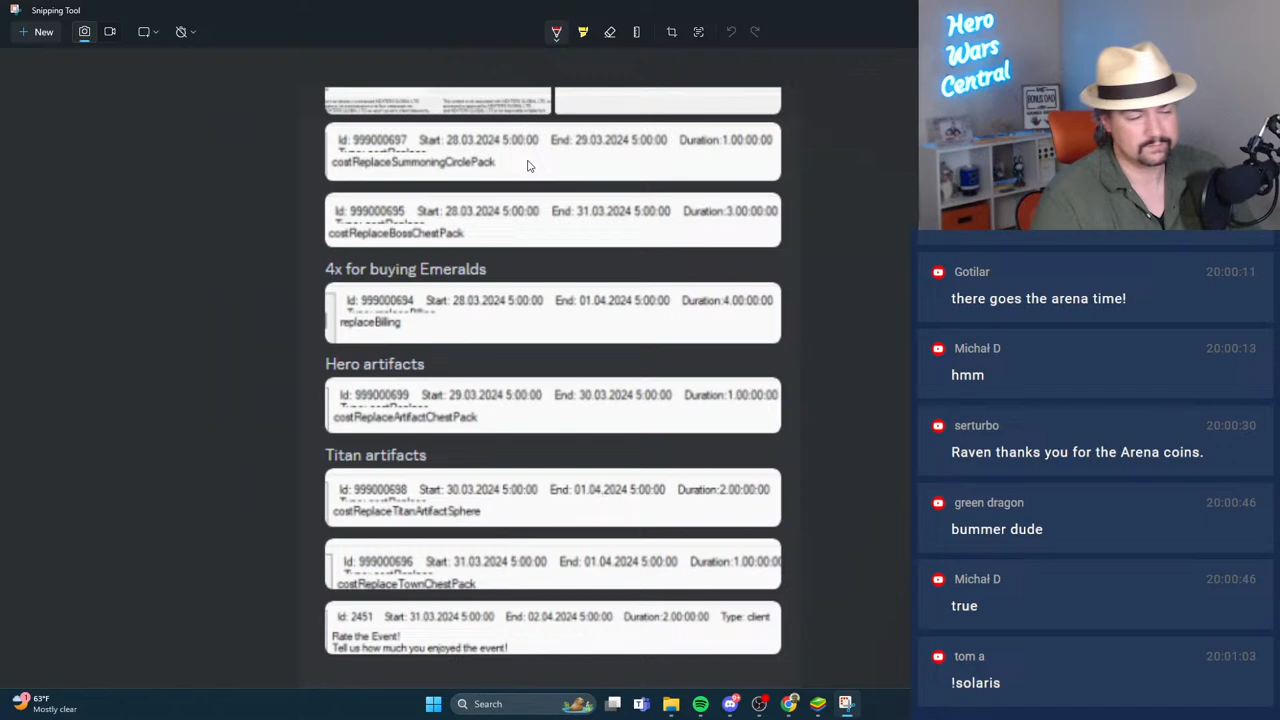 Snipping Tool
New
Id: 999000697 Start: 28.03.2024 5:00:00 End: 29.03.2024 5:00:00 Duration:1.00:00:00
costReplaceSummoningCirclePack
Id: 999000695 Start: 28.03.2024 5:00:00 End: 31.03.2024 5:00:00 Duration:3.00:00:00
costReplaceBossChestPack
4x for buying Emeralds
Id: 999000694 Start: 28.03.2024 5:00:00 End: 01.04.2024 5:00:00 Duration:4.00:00:00
replaceBilling
Hero artifacts
Id: 999000699 Start: 29.03.2024 5:00:00 End: 30.03.2024 5:00:00 Duration:1.00:00:00
costReplaceArtifactChestPack
Titan artifacts
Id: 999000698 Start: 30.03.2024 5:00:00 End: 01.04.2024 5:00:00 Duration:2.00:00:00
costReplaceTitanArtifactSphere
Id: 999000696 Start: 31.03.2024 5:00:00 End: 01.04.2024 5:00:00 Duration:1.00:00:00
costReplaceTownChestPack
Id: 2451 Start: 31.03.2024 5:00:00 End: 02.04.2024 5:00:00 Duration:2.00:00:00 Type: client
Rate the Event!
Tell us how much you enjoyed the event!
Hero
Wars
Central
BONUS
DAD
Gotilar 20:00:11
there goes the arena time!
Michał D 20:00:13
hmm
serturbo 20:00:30
Raven thanks you for the Arena coins.
green dragon 20:00:46
bummer dude
Michał D 20:00:46
true
tom a 20:01:03
!solaris
63°F
Mostly clear
Search